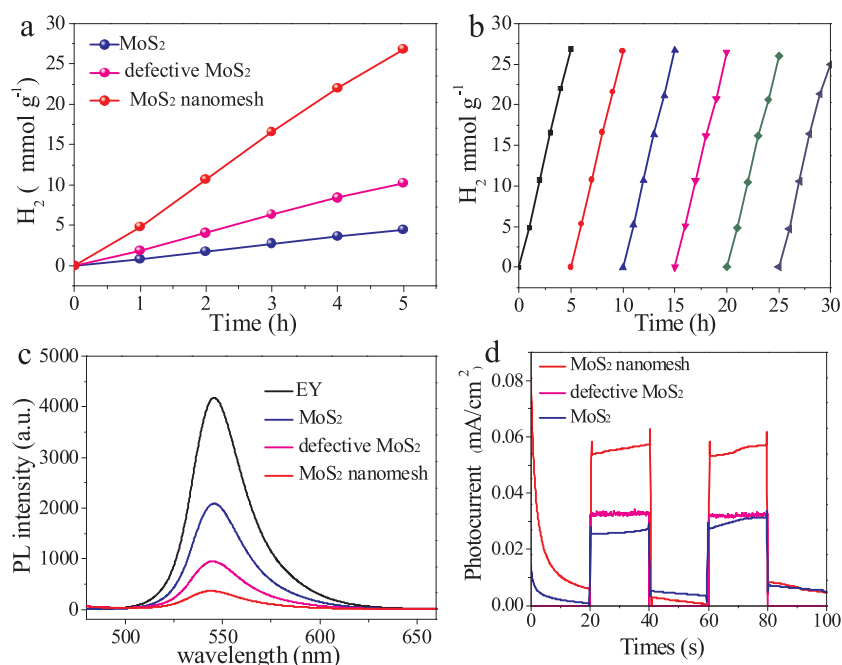 a
MoS₂
defective MoS₂
MoS₂ nanomesh
H₂ ( mmol g⁻¹)
30
25
20
15
10
5
0
0 1 2 3 4 5
Time (h)
b
H₂ mmol g⁻¹)
30
25
20
15
10
5
0
0 5 10 15 20 25 30
Time (h)
c
EY
MoS₂
defective MoS₂
MoS₂ nanomesh
PL intensity (a.u.)
5000
4000
3000
2000
1000
0
500 550 600 650
wavelength (nm)
d
MoS₂ nanomesh
defective MoS₂
MoS₂
Photocurrent (mA/cm²)
0.08
0.06
0.04
0.02
0.00
0 20 40 60 80 100
Times (s)